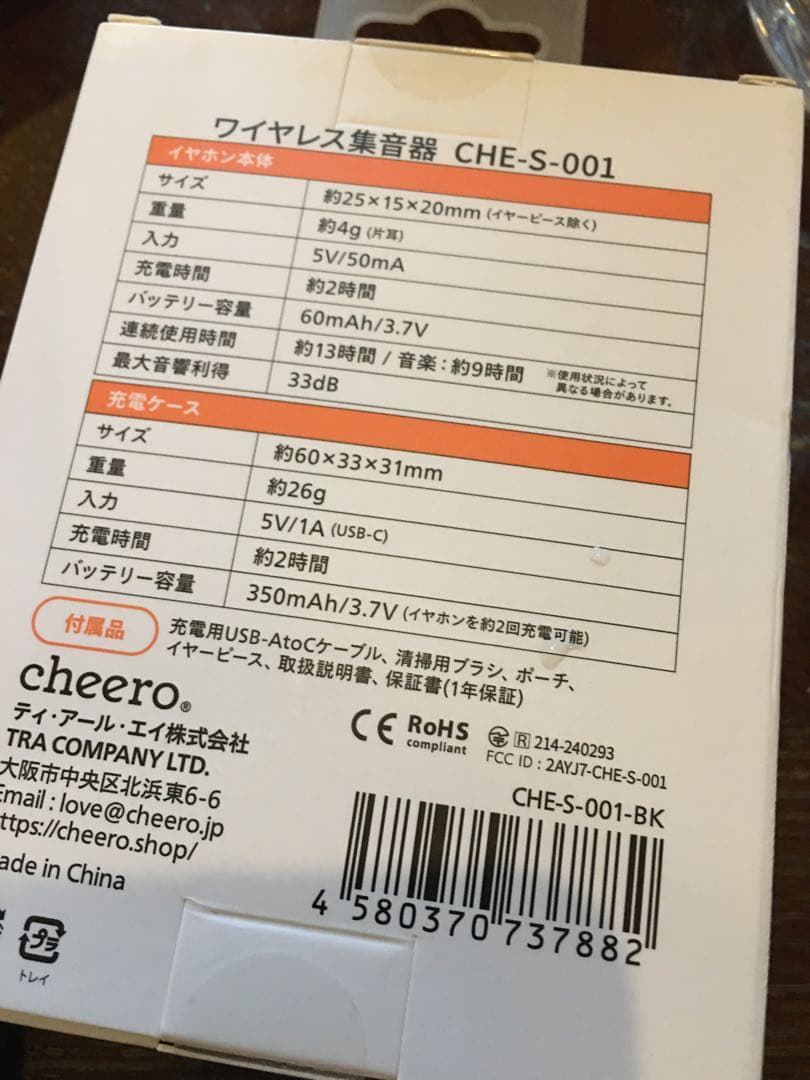 ワイヤレス集音器 CHE-S-001
イヤホン本体
サイズ 約25×15×20mm (イヤーピース除く)
重量 約4g (片耳)
入力 5V/50mA
充電時間 約2時間
バッテリー容量 60mAh/3.7V
連続使用時間 約13時間 / 音楽：約9時間 ※使用状況によって
異なる場合があります。
最大音響利得 33dB
充電ケース
サイズ 約60×33×31mm
重量 約26g
入力 5V/1A (USB-C)
充電時間 約2時間
バッテリー容量 350mAh/3.7V (イヤホンを約2回充電可能)
付属品 充電用USB-AtoCケーブル、清掃用ブラシ、ポーチ、
イヤーピース、取扱説明書、保証書(1年保証)
cheero®
ティ・アール・エイ株式会社
TRA COMPANY LTD.
大阪市中央区北浜東6-6
Email : love@cheero.jp
ttps://cheero.shop/
ade in China
CE RoHS
compliant
R 214-240293
FCC ID : 2AYJ7-CHE-S-001
CHE-S-001-BK
4 580370 737882
プラ
トレイ